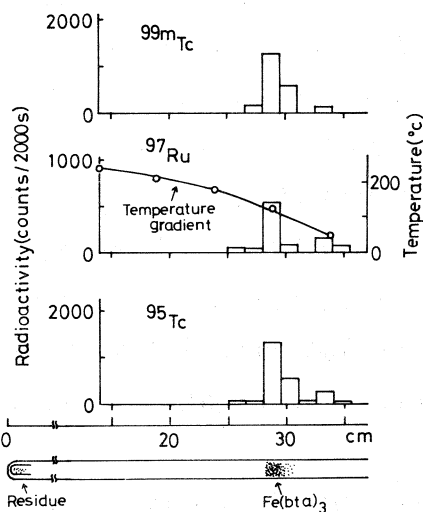 2000
99mTc
0
1000
97Ru
200
Temperature gradient
0
0
Radioactivity(counts/2000s)
Temperature(°c)
2000
95Tc
0
0 20 30 cm
Residue
Fe(bta)3